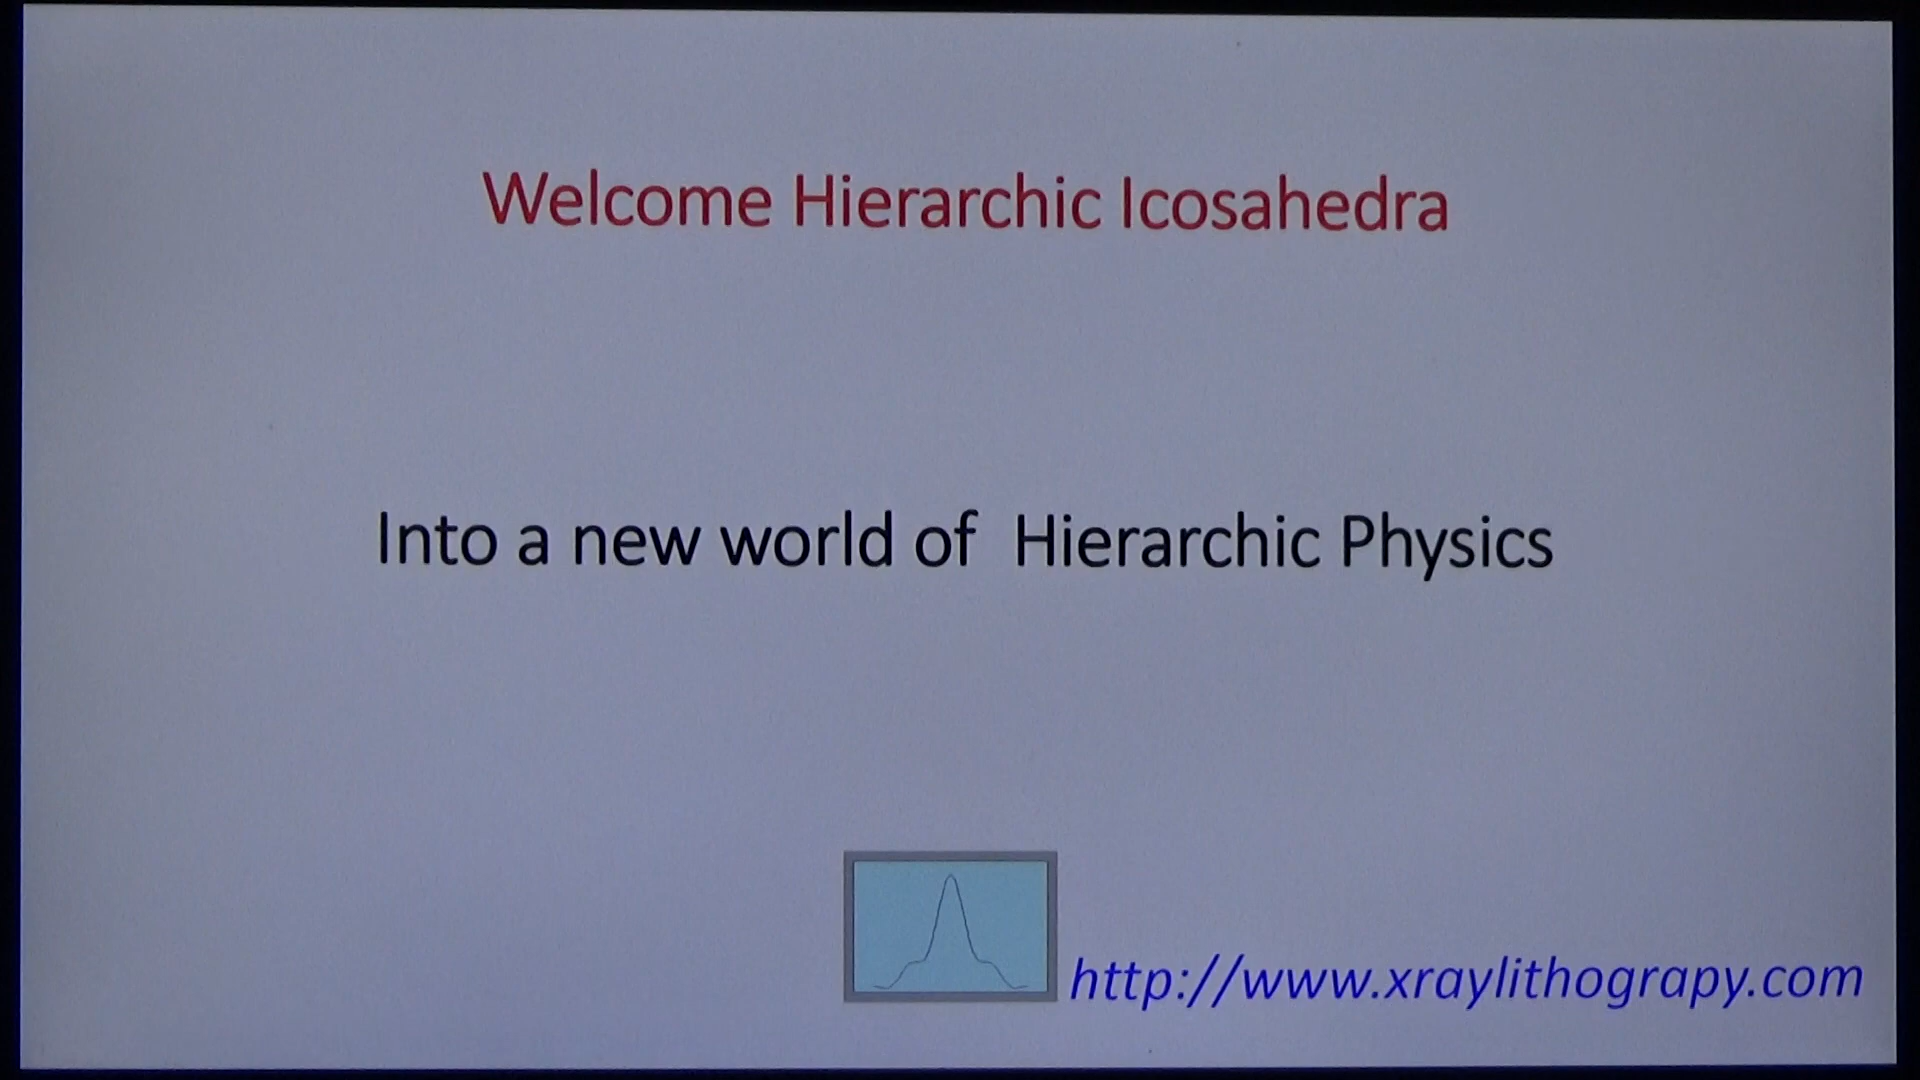 Welcome Hierarchic Icosahedra
Into a new world of  Hierarchic Physics
http://www.xraylithograpy.com